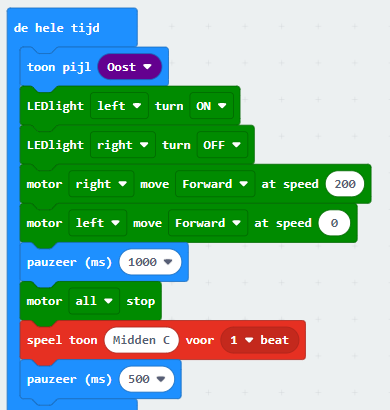 de hele tijd
toon pijl Oost
LEDlight left turn ON
LEDlight right turn OFF
motor right move Forward at speed 200
motor left move Forward at speed 0
pauzeer (ms) 1000
motor all stop
speel toon Midden C voor 1 beat
pauzeer (ms) 500